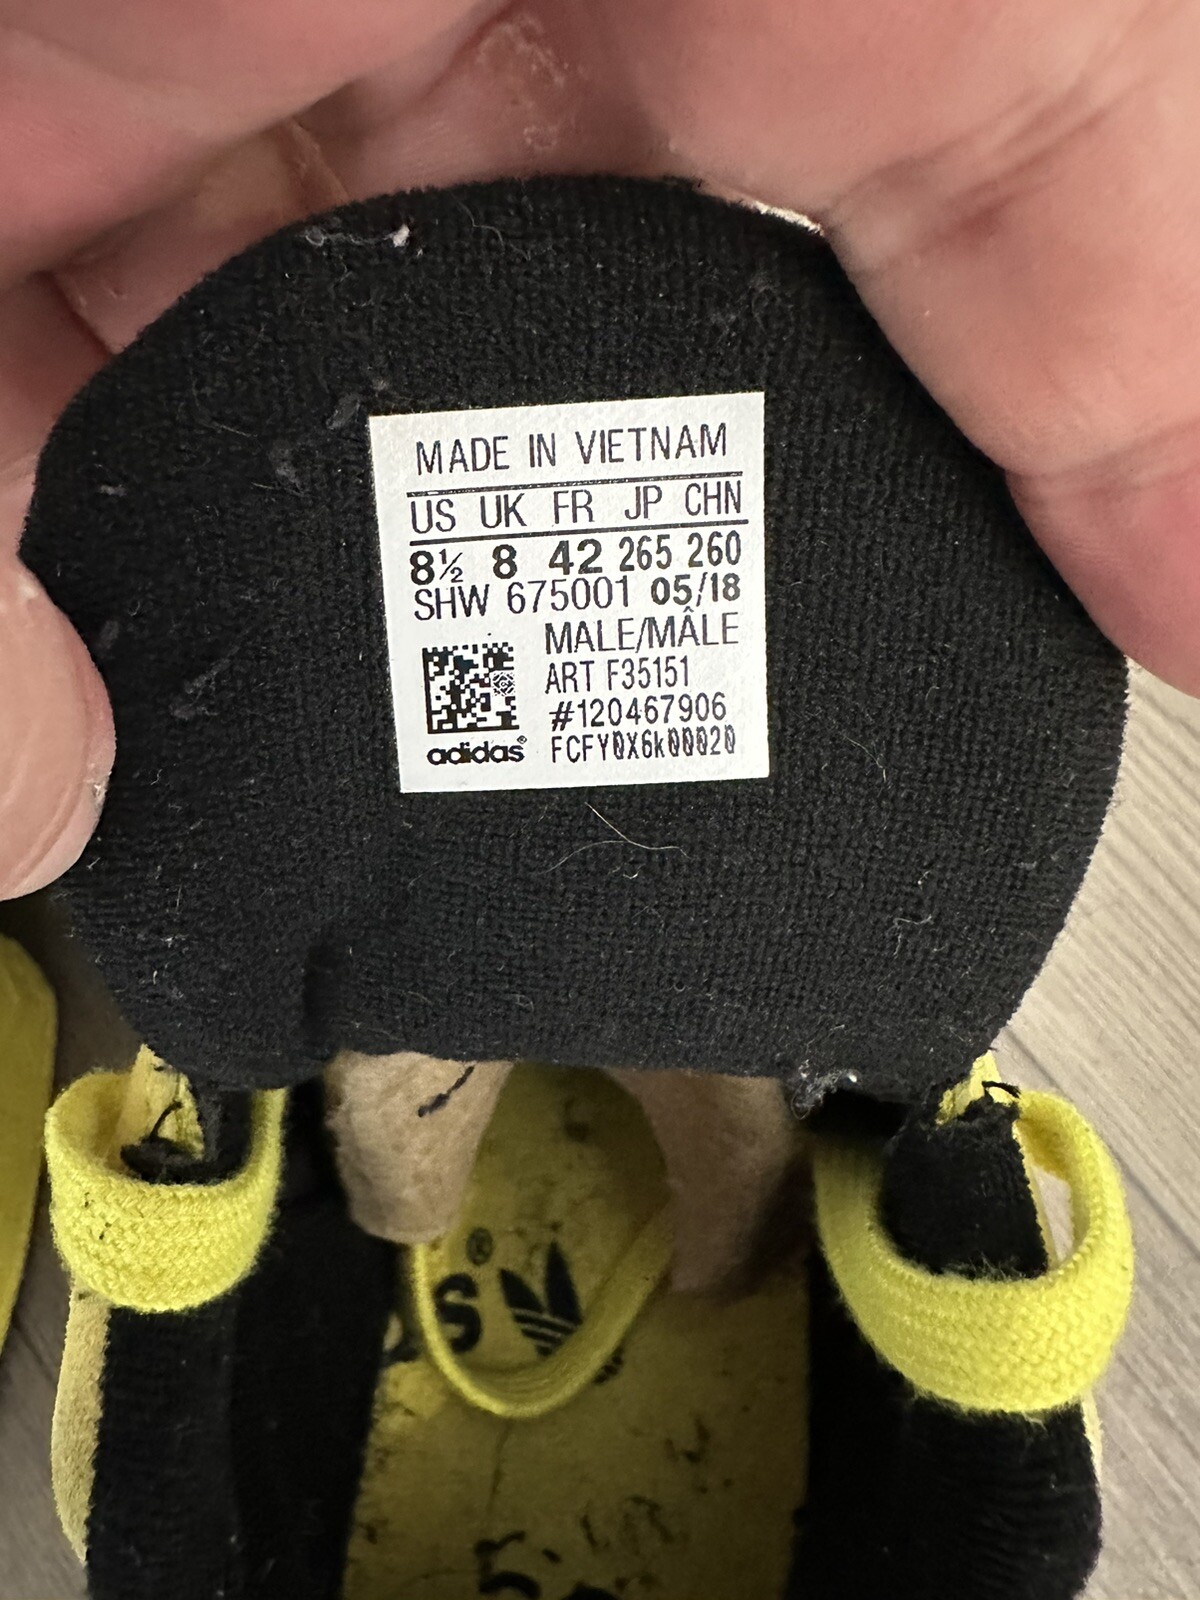 MADE IN VIETNAM
US UK FR JP CHN
8½ 8 42 265 260
SHW 675001 05/18
MALE/MÂLE
ART F35151
#120467906
adidas® FCFY0X6k00020
S®